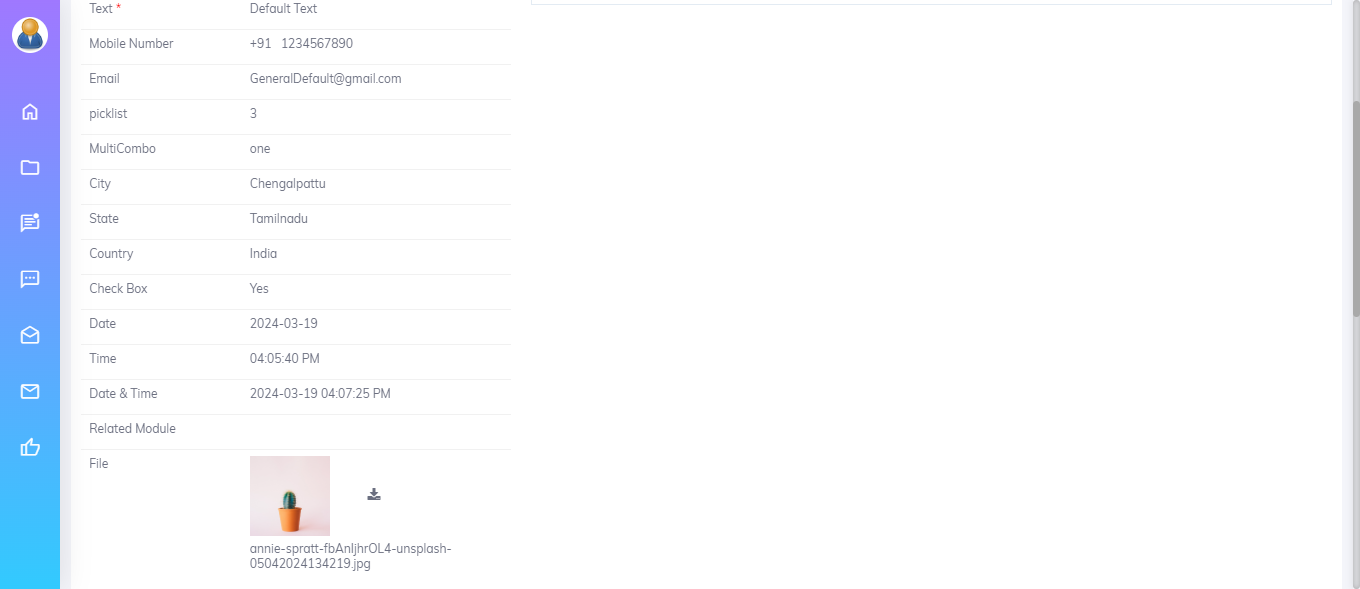 Text * Default Text
Mobile Number +91 1234567890
Email GeneralDefault@gmail.com
picklist 3
MultiCombo one
City Chengalpattu
State Tamilnadu
Country India
Check Box Yes
Date 2024-03-19
Time 04:05:40 PM
Date & Time 2024-03-19 04:07:25 PM
Related Module
File
annie-spratt-fbAnIjhrOL4-unsplash-
05042024134219.jpg